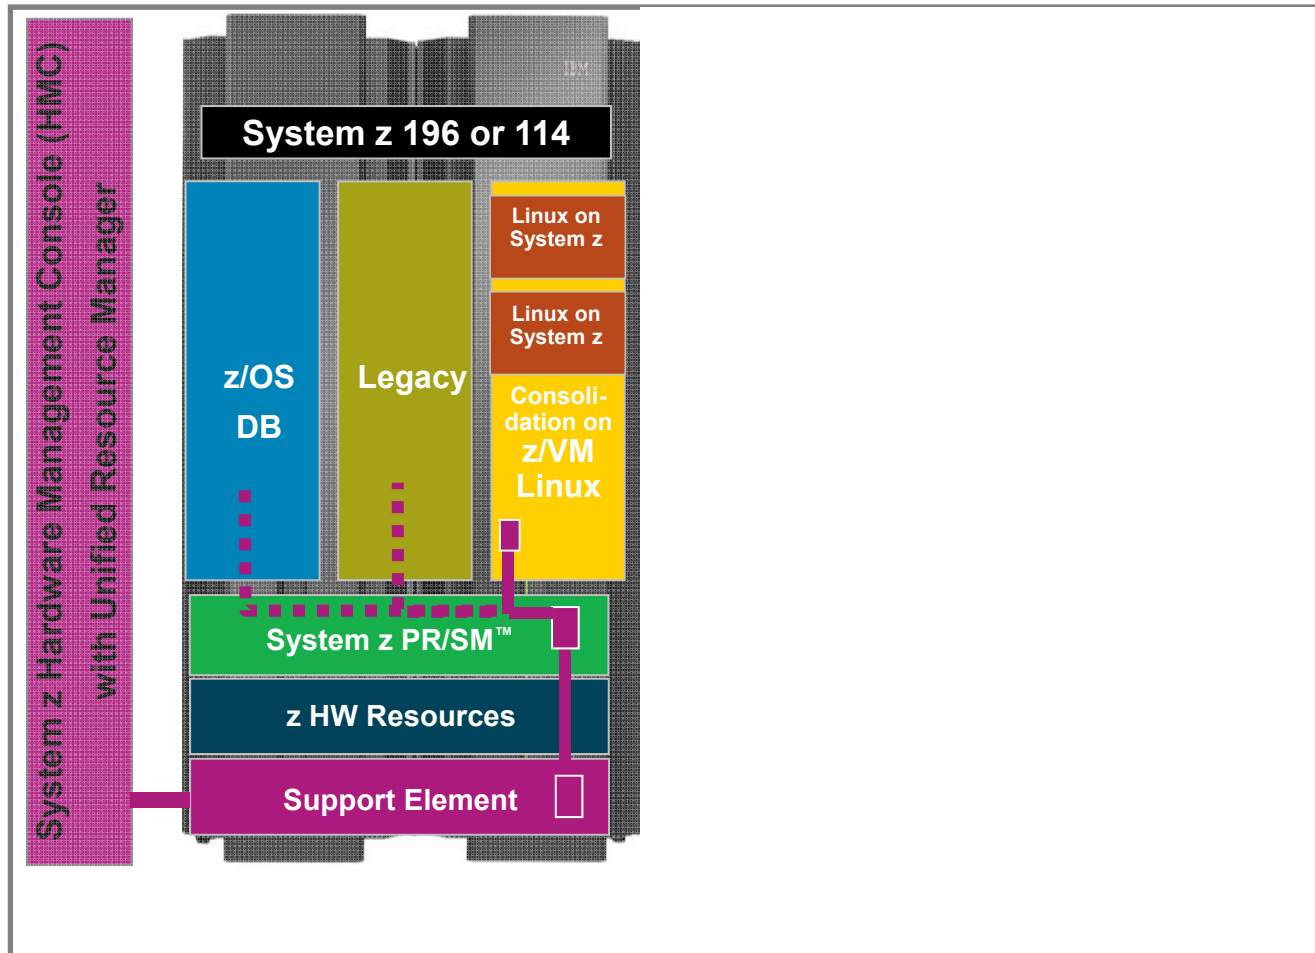 System z Hardware Management Console (HMC)
with Unified Resource Manager
IBM
System z 196 or 114
z/OS
DB
Legacy
Linux on
System z
Linux on
System z
Consoli-
dation on
z/VM
Linux
System z PR/SM™
z HW Resources
Support Element